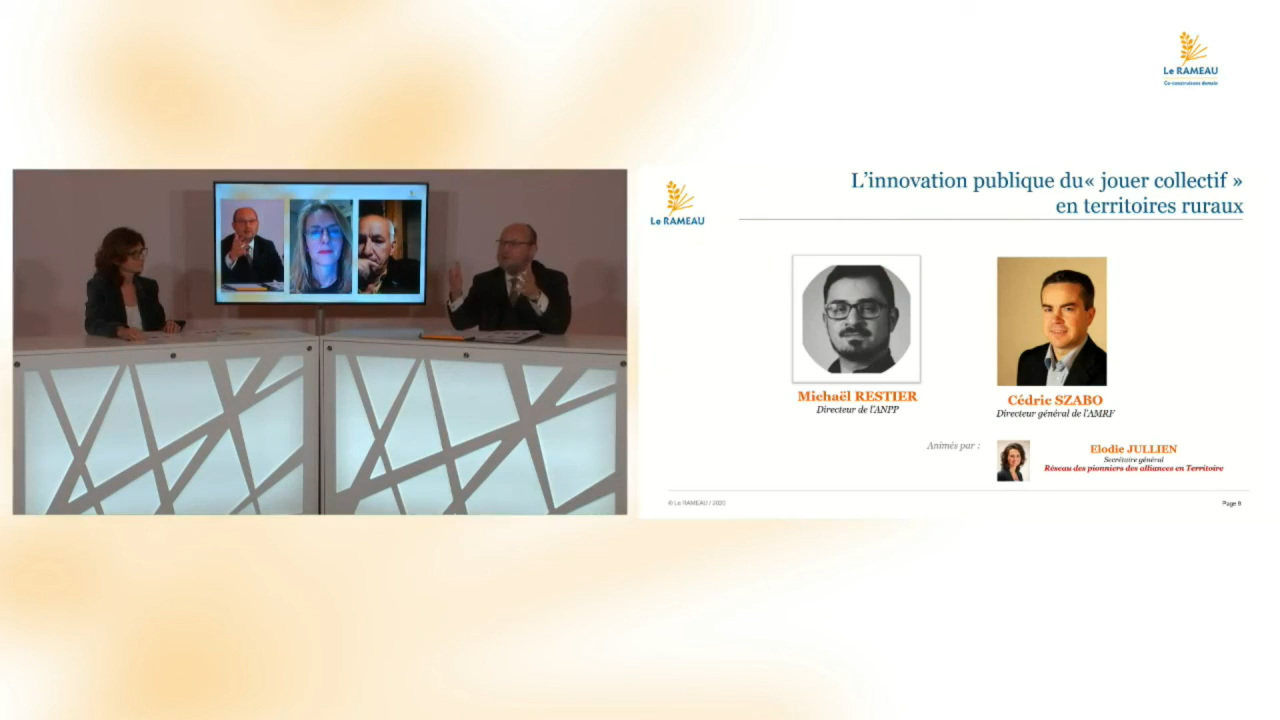 Le RAMEAU
Co-construisons demain
L'innovation publique du« jouer collectif »
en territoires ruraux
Le RAMEAU
Michaël RESTIER
Directeur de l'ANPP
Cédric SZABO
Directeur général de l'AMRF
Animés par :
Elodie JULLIEN
Secrétaire général
Réseau des pionniers des alliances en Territoire
© Le RAMEAU / 2020
Page 9